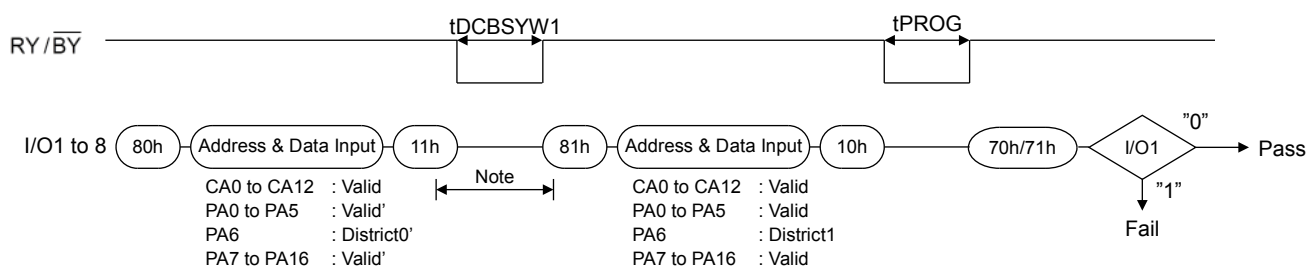 tDCBSYW1
tPROG
RY/BY
I/O1 to 8 80h Address & Data Input 11h 81h Address & Data Input 10h 70h/71h I/O1 ”0” Pass
Note
”1”
Fail
CA0 to CA12 : Valid
PA0 to PA5 : Valid’
PA6 : District0’
PA7 to PA16 : Valid’
CA0 to CA12 : Valid
PA0 to PA5 : Valid
PA6 : District1
PA7 to PA16 : Valid